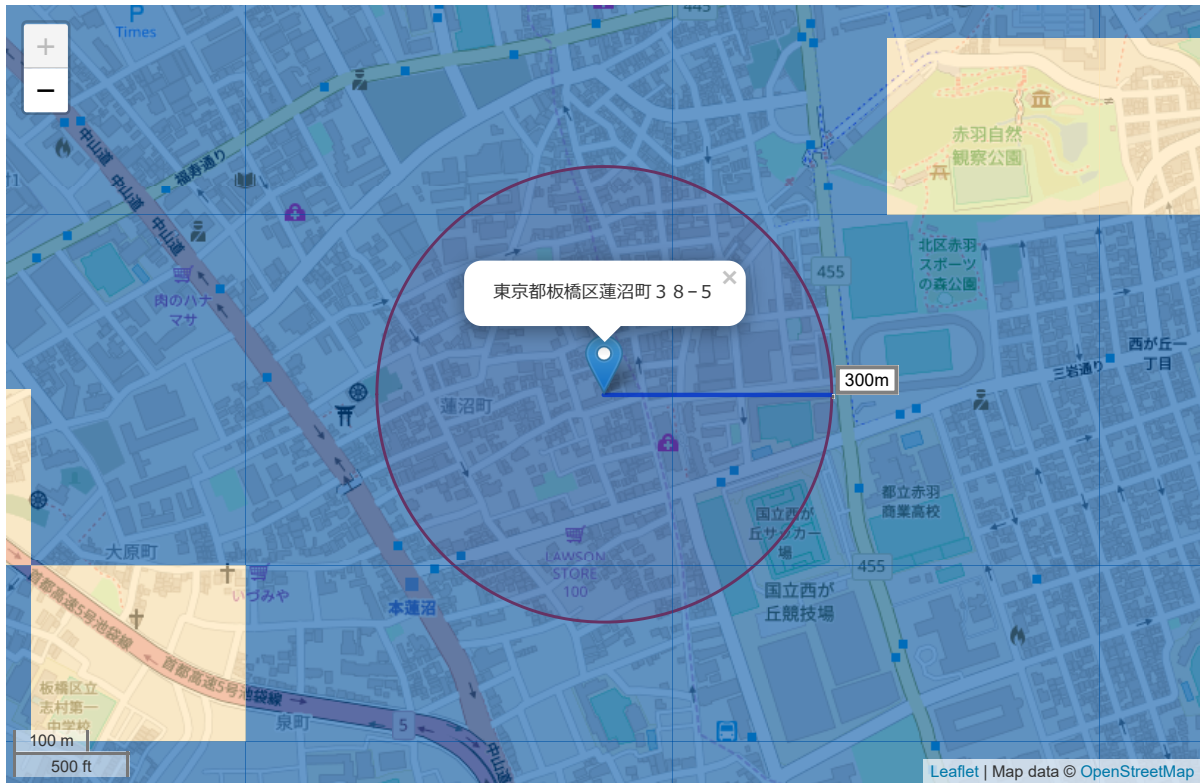 445
P
Times
+
−
中山道
福寿通り
中山道
中山道
赤羽自然
観察公園
肉のハナ
マサ
455
北区赤羽
スポーツ
の森公園
×
東京都板橋区蓮沼町３８−５
300m
西が丘一
丁目
三岩通り
蓮沼町
都立赤羽
商業高校
国立西が
丘サッカー
場
大原町
LAWSON
STORE
100
455
いづみや
本蓮沼
国立西が
丘競技場
首都高速5号池袋線
首都高速5号池袋線
板橋区立
志村第一
中学校
泉町
5
中山道
100 m
500 ft
Leaflet | Map data © OpenStreetMap